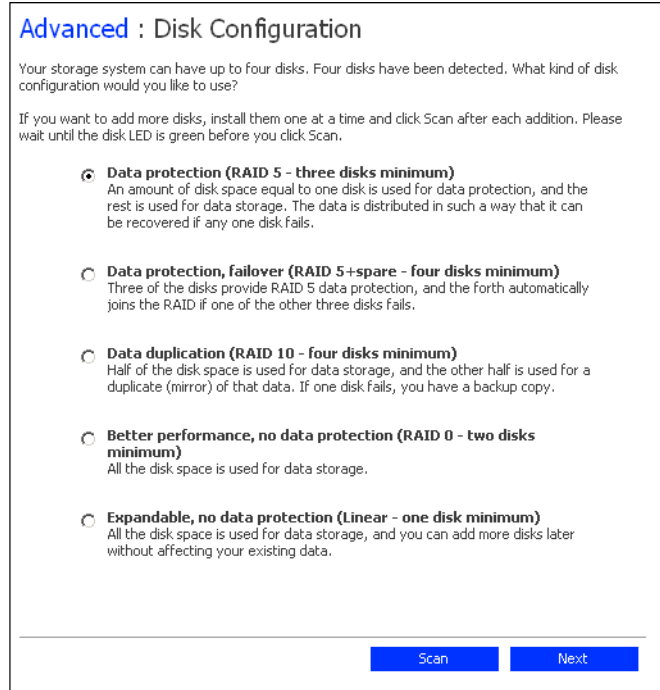 Advanced : Disk Configuration
Your storage system can have up to four disks. Four disks have been detected. What kind of disk
configuration would you like to use?
If you want to add more disks, install them one at a time and click Scan after each addition. Please
wait until the disk LED is green before you click Scan.
Data protection (RAID 5 - three disks minimum)
An amount of disk space equal to one disk is used for data protection, and the
rest is used for data storage. The data is distributed in such a way that it can
be recovered if any one disk fails.
Data protection, failover (RAID 5+spare - four disks minimum)
Three of the disks provide RAID 5 data protection, and the forth automatically
joins the RAID if one of the other three disks fails.
Data duplication (RAID 10 - four disks minimum)
Half of the disk space is used for data storage, and the other half is used for a
duplicate (mirror) of that data. If one disk fails, you have a backup copy.
Better performance, no data protection (RAID 0 - two disks
minimum)
All the disk space is used for data storage.
Expandable, no data protection (Linear - one disk minimum)
All the disk space is used for data storage, and you can add more disks later
without affecting your existing data.
Scan Next